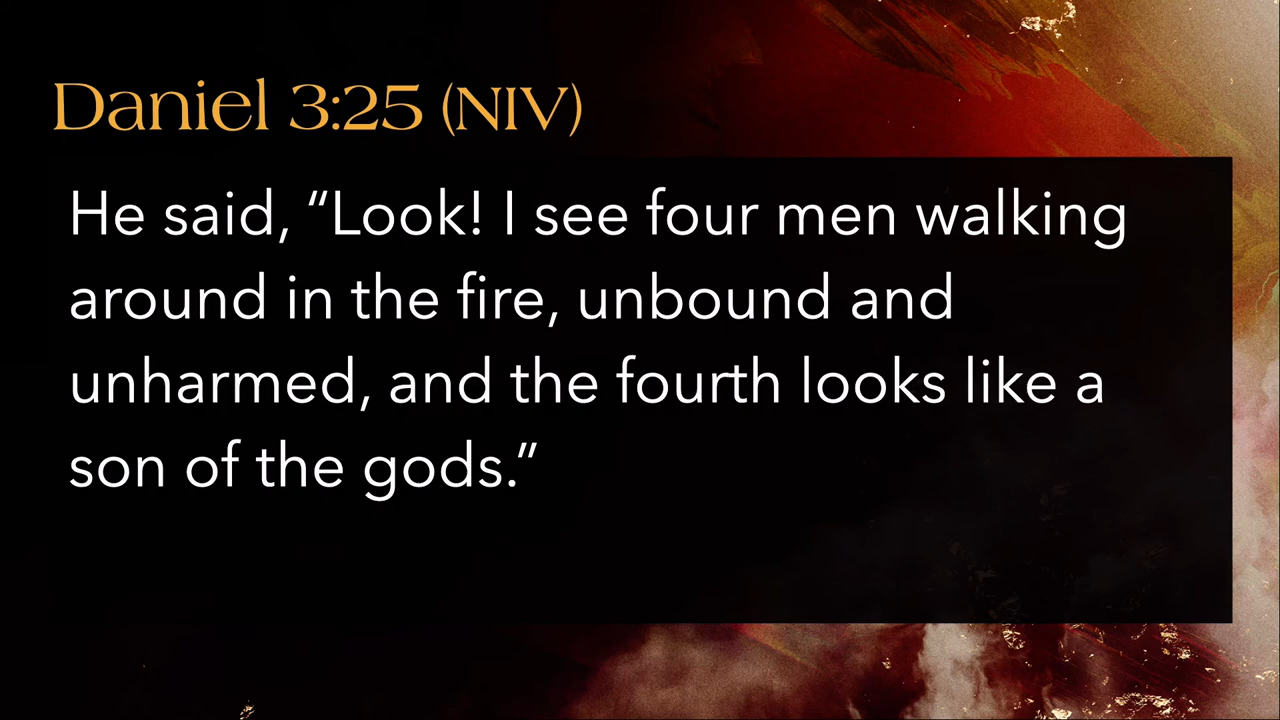 Daniel 3:25 (NIV)
He said, “Look! I see four men walking
around in the fire, unbound and
unharmed, and the fourth looks like a
son of the gods.”